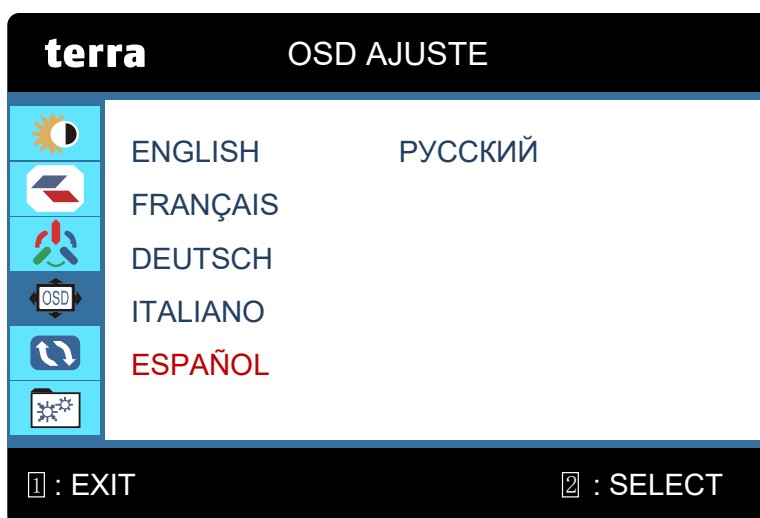 terra OSD AJUSTE
ENGLISH РУССКИЙ
FRANÇAIS
DEUTSCH
OSD
ITALIANO
ESPAÑOL
1 : EXIT 2 : SELECT